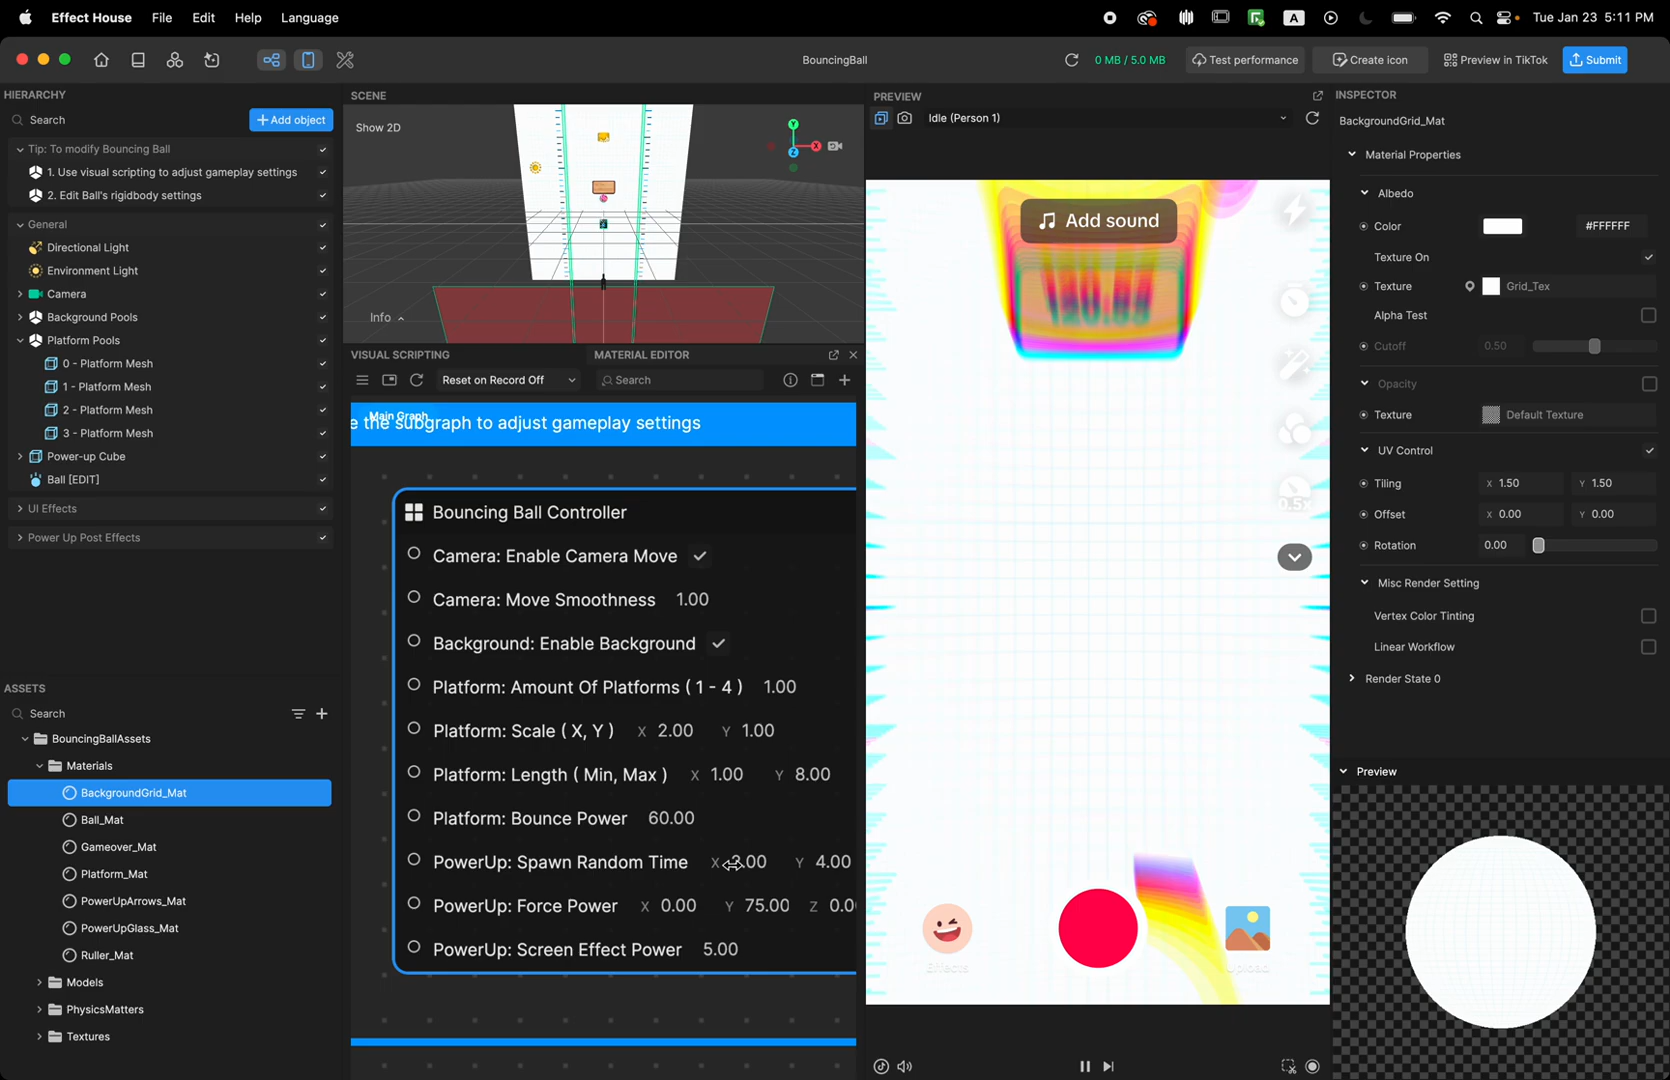 Effect House File Edit Help Language
A
Tue Jan 23 5:11 PM
BouncingBall
0 MB / 5.0 MB
Test performance
Create icon
Preview in TikTok
Submit
HIERARCHY
Search
+ Add object
Tip: To modify Bouncing Ball
1. Use visual scripting to adjust gameplay settings
2. Edit Ball's rigidbody settings
General
Directional Light
Environment Light
Camera
Background Pools
Platform Pools
0 - Platform Mesh
1 - Platform Mesh
2 - Platform Mesh
3 - Platform Mesh
Power-up Cube
Ball [EDIT]
UI Effects
Power Up Post Effects
ASSETS
Search
BouncingBallAssets
Materials
BackgroundGrid_Mat
Ball_Mat
Gameover_Mat
Platform_Mat
PowerUpArrows_Mat
PowerUpGlass_Mat
Ruller_Mat
Models
PhysicsMatters
Textures
SCENE
Show 2D
Y
X
Z
Info
VISUAL SCRIPTING
MATERIAL EDITOR
Reset on Record Off
Search
Main Graph
e the subgraph to adjust gameplay settings
Bouncing Ball Controller
Camera: Enable Camera Move
Camera: Move Smoothness 1.00
Background: Enable Background
Platform: Amount Of Platforms ( 1 - 4 ) 1.00
Platform: Scale ( X, Y ) X 2.00 Y 1.00
Platform: Length ( Min, Max ) X 1.00 Y 8.00
Platform: Bounce Power 60.00
PowerUp: Spawn Random Time X .00 Y 4.00
PowerUp: Force Power X 0.00 Y 75.00 Z 0.0
PowerUp: Screen Effect Power 5.00
PREVIEW
Idle (Person 1)
Add sound
0.5x
Effects
Upload
INSPECTOR
BackgroundGrid_Mat
Material Properties
Albedo
Color #FFFFFF
Texture On
Texture Grid_Tex
Alpha Test
Cutoff 0.50
Opacity
Texture Default Texture
UV Control
Tiling X 1.50 Y 1.50
Offset X 0.00 Y 0.00
Rotation 0.00
Misc Render Setting
Vertex Color Tinting
Linear Workflow
Render State 0
Preview